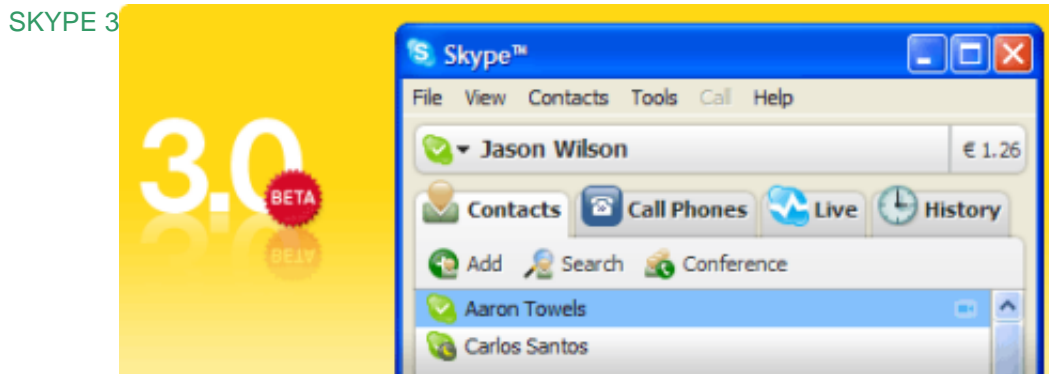 SKYPE 3
3.0
BETA
Skype™
File View Contacts Tools Call Help
Jason Wilson € 1.26
Contacts Call Phones Live History
Add Search Conference
Aaron Towels
Carlos Santos